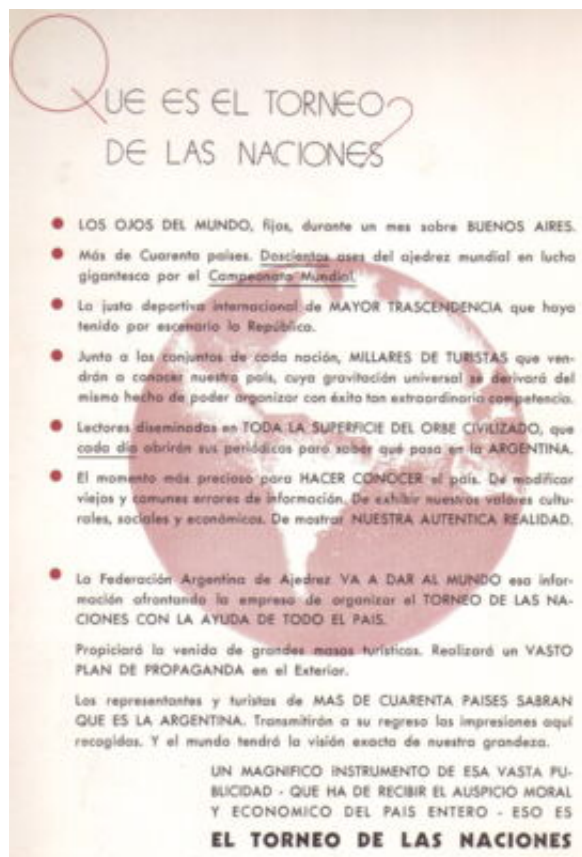 QUE ES EL TORNEO
DE LAS NACIONES?
LOS OJOS DEL MUNDO, fijos, durante un mes sobre BUENOS AIRES.
Más de Cuarenta países. Doscientos ases del ajedrez mundial en lucha
gigantesca por el Campeonato Mundial.
La justa deportiva internacional de MAYOR TRASCENDENCIA que haya
tenido por escenario la República.
Junto a los conjuntos de cada nación, MILLARES DE TURISTAS que ven-
drán a conocer nuestro país, cuya gravitación universal se derivará del
mismo hecho de poder organizar con éxito tan extraordinaria competencia.
Lectores diseminados en TODA LA SUPERFICIE DEL ORBE CIVILIZADO, que
cada día abrirán sus periódicos para saber qué pasa en la ARGENTINA.
El momento más precioso para HACER CONOCER el país. De modificar
viejos y comunes errores de información. De exhibir nuestros valores cultu-
rales, sociales y económicos. De mostrar NUESTRA AUTENTICA REALIDAD.
La Federación Argentina de Ajedrez VA A DAR AL MUNDO esa infor-
mación afrontando la empresa de organizar el TORNEO DE LAS NA-
CIONES CON LA AYUDA DE TODO EL PAIS.
Propiciará la venida de grandes masas turísticas. Realizará un VASTO
PLAN DE PROPAGANDA en el Exterior.
Los representantes y turistas de MAS DE CUARENTA PAISES SABRAN
QUE ES LA ARGENTINA. Transmitirán a su regreso las impresiones aquí
recogidas. Y el mundo tendrá la visión exacta de nuestra grandeza.
UN MAGNIFICO INSTRUMENTO DE ESA VASTA PU-
BLICIDAD - QUE HA DE RECIBIR EL AUSPICIO MORAL
Y ECONOMICO DEL PAIS ENTERO - ESO ES
EL TORNEO DE LAS NACIONES